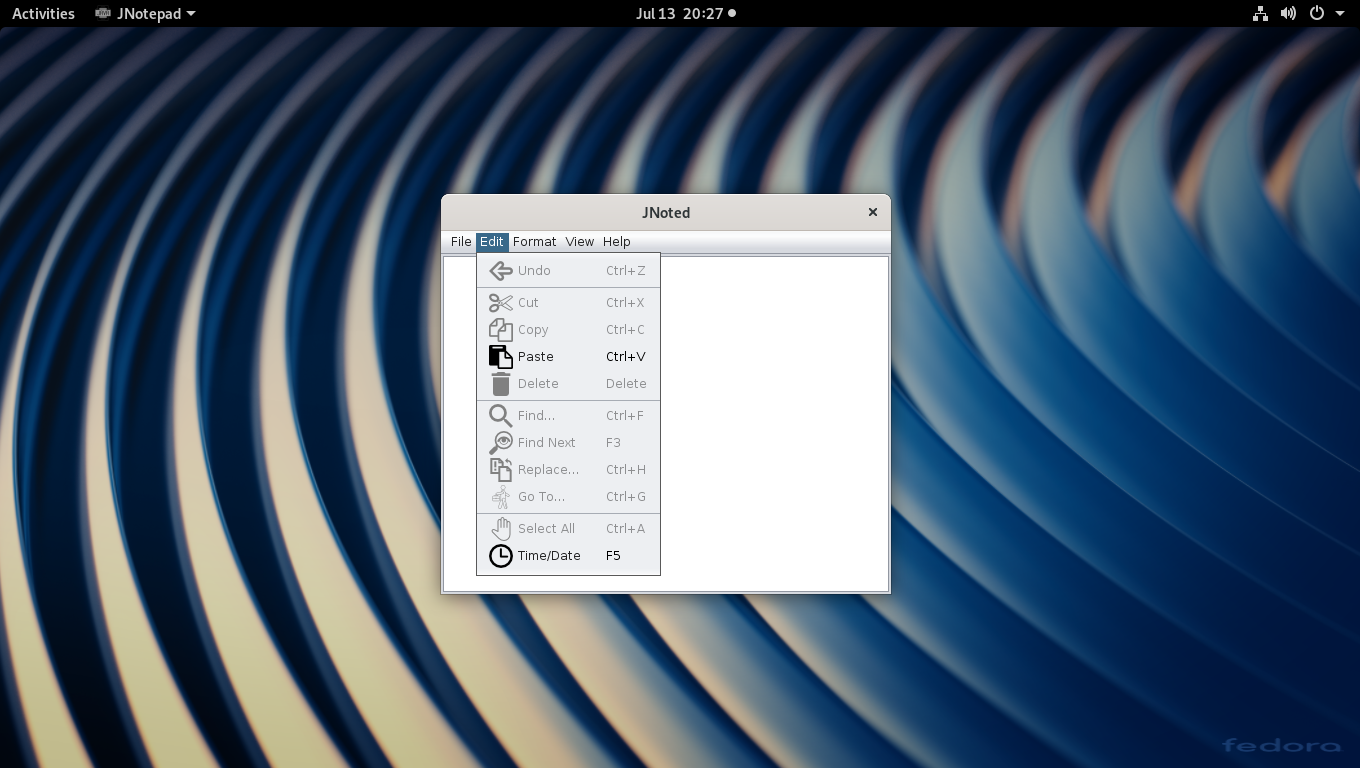 Activities JNotepad Jul 13 20:27
JNoted
File Edit Format View Help
Undo Ctrl+Z
Cut Ctrl+X
Copy Ctrl+C
Paste Ctrl+V
Delete Delete
Find... Ctrl+F
Find Next F3
Replace... Ctrl+H
Go To... Ctrl+G
Select All Ctrl+A
Time/Date F5
fedora